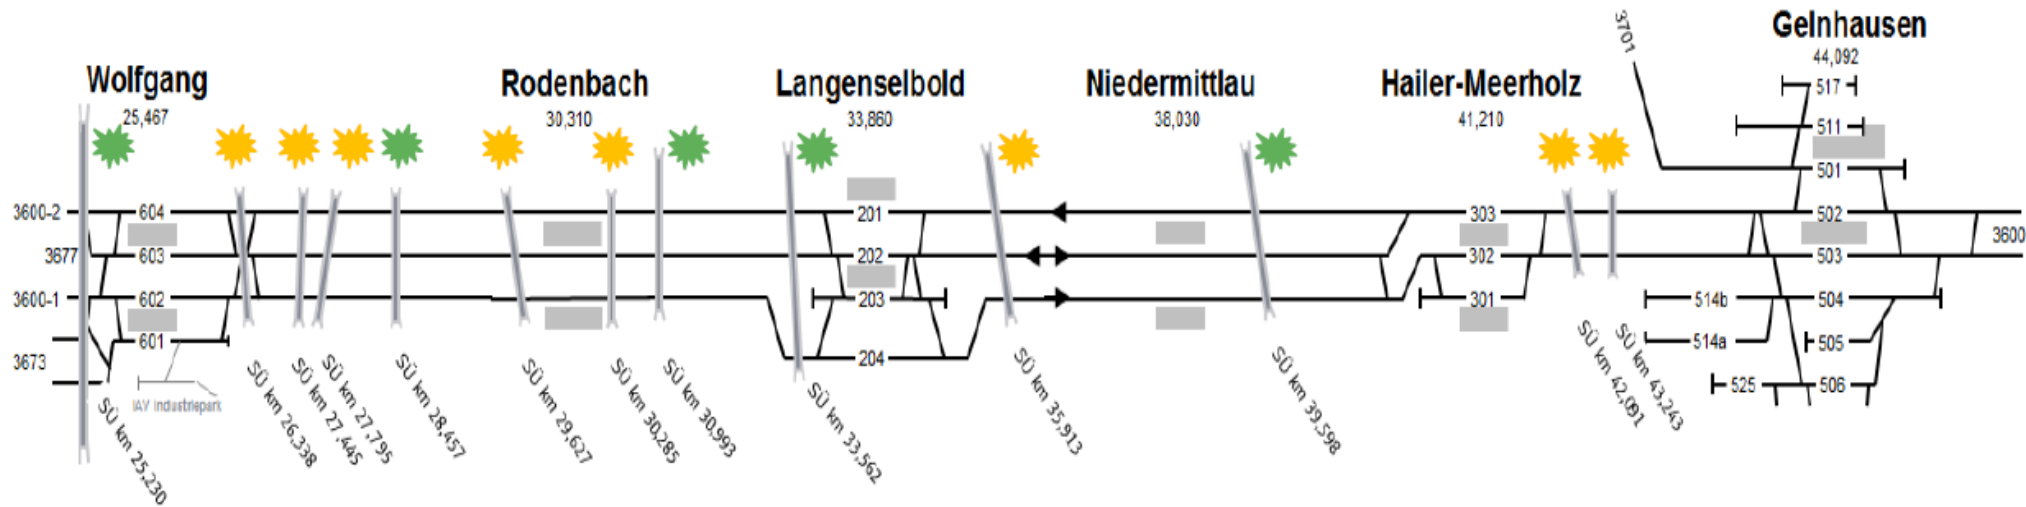 Wolfgang
25,467
Rodenbach
30,310
Langenselbold
33,860
Niedermittlau
38,030
Hailer-Meerholz
41,210
3701
Gelnhausen
44,092
517
511
501
3600-2
604
201
303
502
3677
603
202
302
503
3600
3600-1
602
203
301
514b
504
601
514a
505
3673
204
525
506
IAV Industriepark
SÜ km 25,230
SÜ km 26,338
SÜ km 27,445
SÜ km 27,795
SÜ km 28,457
SÜ km 29,627
SÜ km 30,285
SÜ km 30,993
SÜ km 33,562
SÜ km 35,913
SÜ km 39,598
SÜ km 42,091
SÜ km 43,243